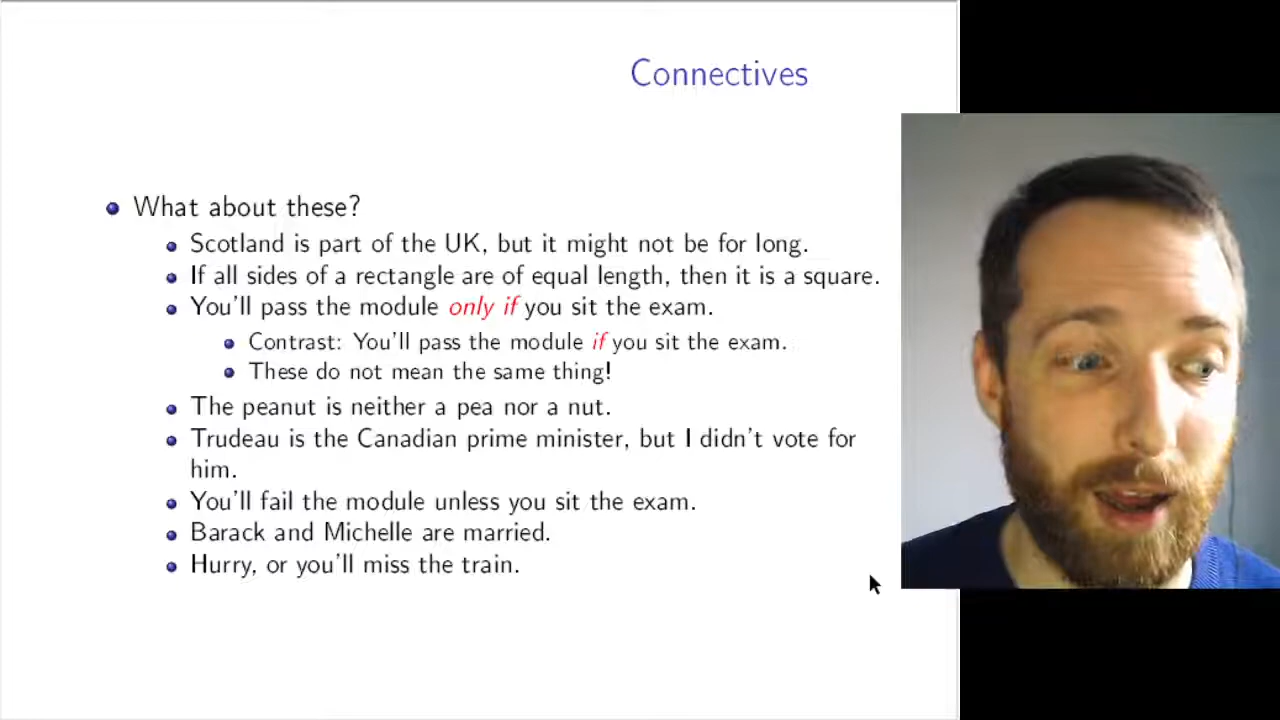 Connectives
What about these?
Scotland is part of the UK, but it might not be for long.
If all sides of a rectangle are of equal length, then it is a square.
You'll pass the module only if you sit the exam.
Contrast: You'll pass the module if you sit the exam.
These do not mean the same thing!
The peanut is neither a pea nor a nut.
Trudeau is the Canadian prime minister, but I didn't vote for
him.
You'll fail the module unless you sit the exam.
Barack and Michelle are married.
Hurry, or you'll miss the train.